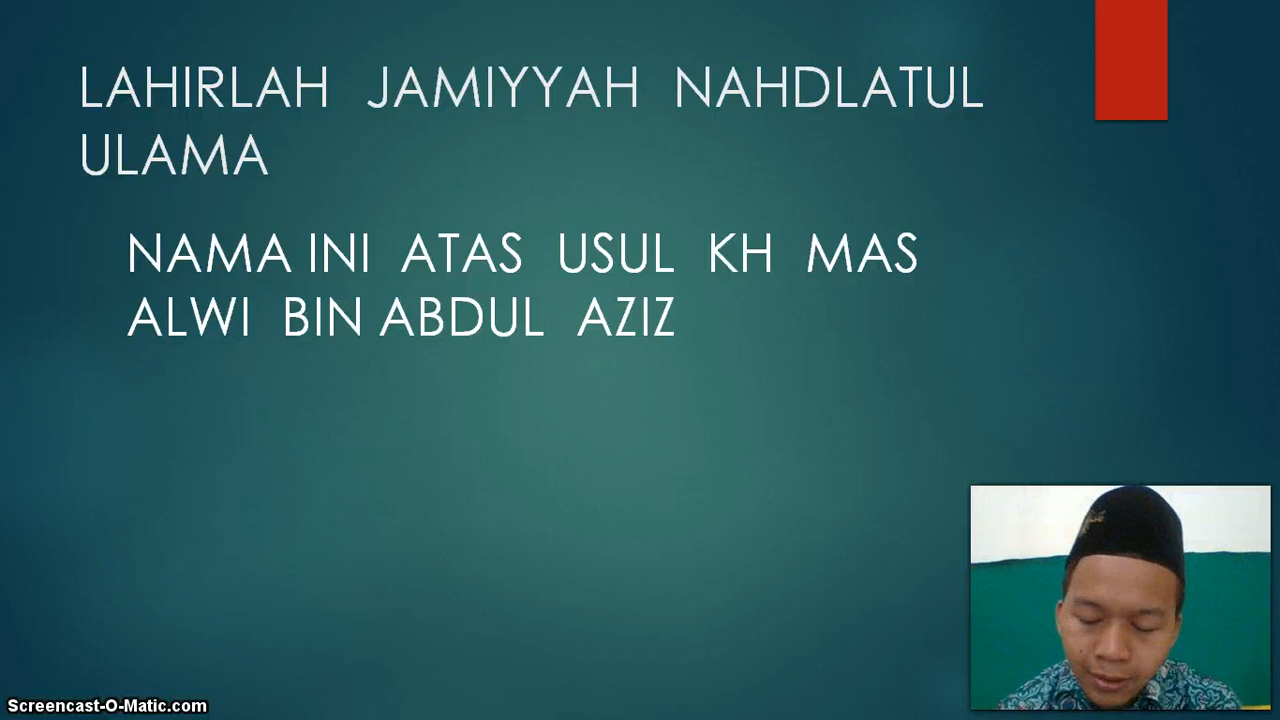 LAHIRLAH JAMIYYAH NAHDLATUL
ULAMA
NAMA INI ATAS USUL KH MAS
ALWI BIN ABDUL AZIZ
Screencast-O-Matic.com